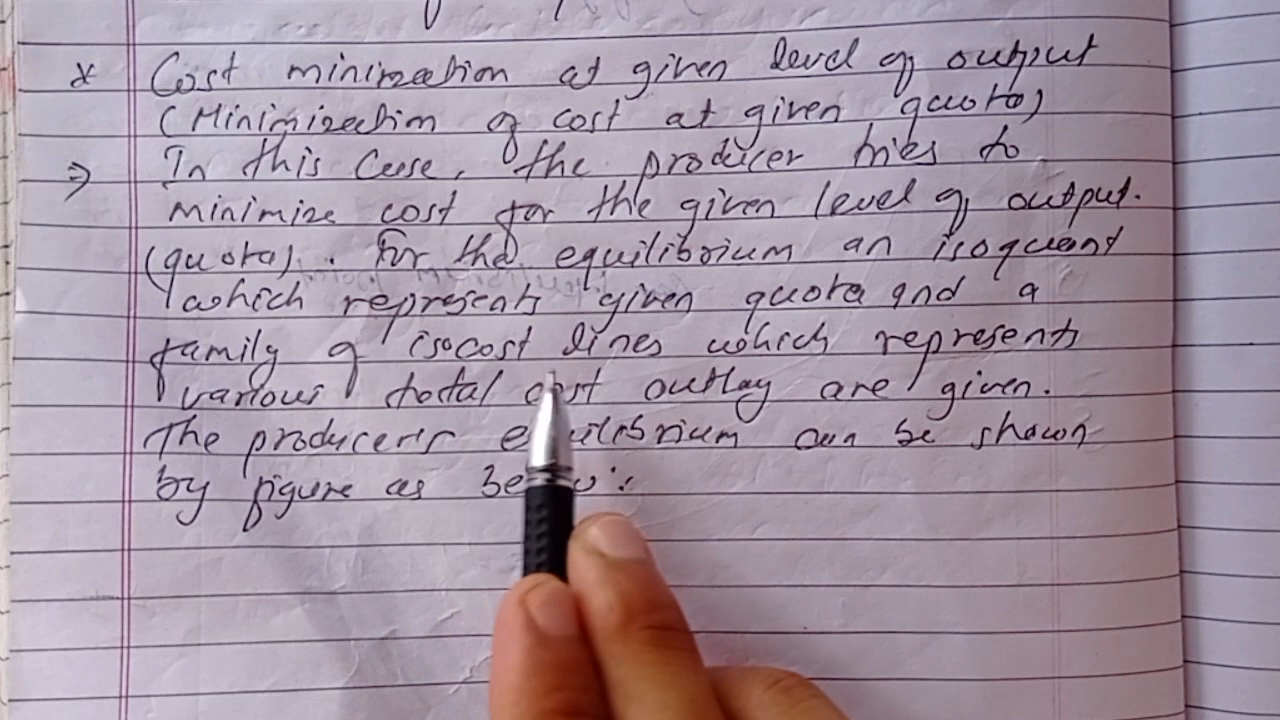 * Cost minimization at given level of output
(Minimization of cost at given quota)
⇒ In this case, the producer tries to
minimize cost for the given level of output.
(quota). For the equilibrium an isoquant
which represents given quota and a
family of isocost lines which represents
various total cost outlay are given.
The producer's equilibrium can be shown
by figure as below: